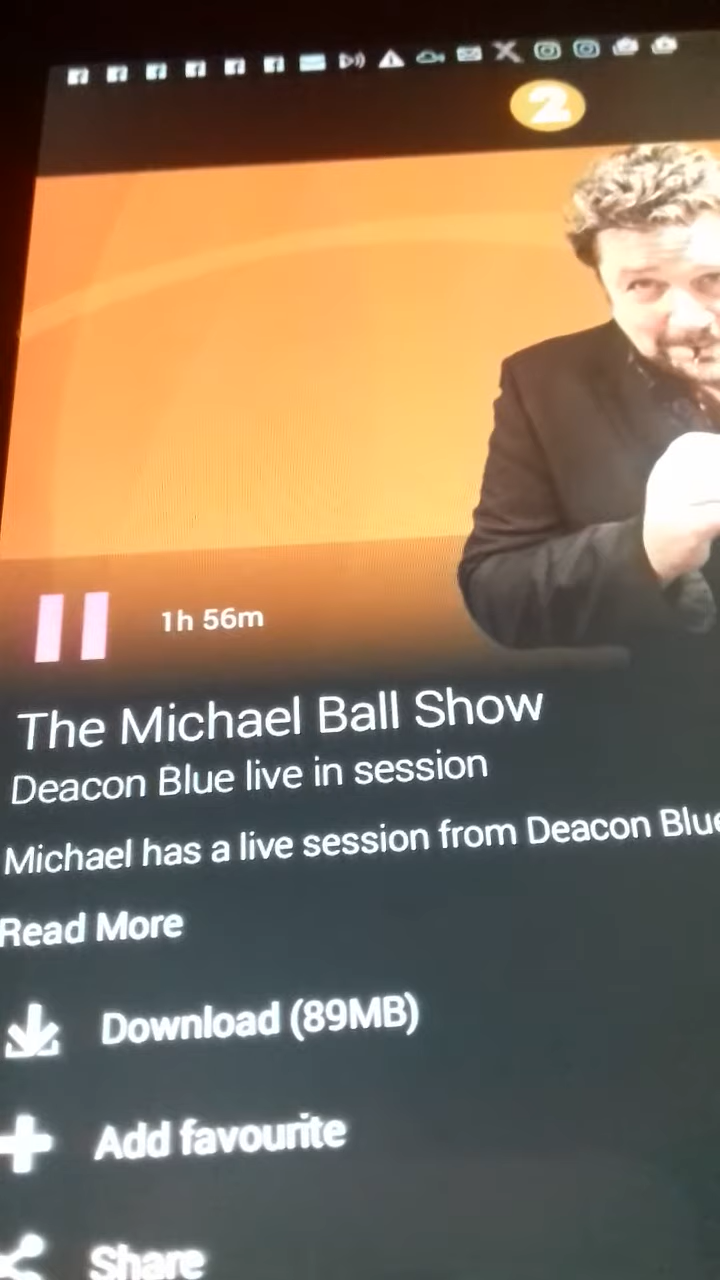 2
1h 56m
The Michael Ball Show
Deacon Blue live in session
Michael has a live session from Deacon Blue
Read More
Download (89MB)
Add favourite
Share